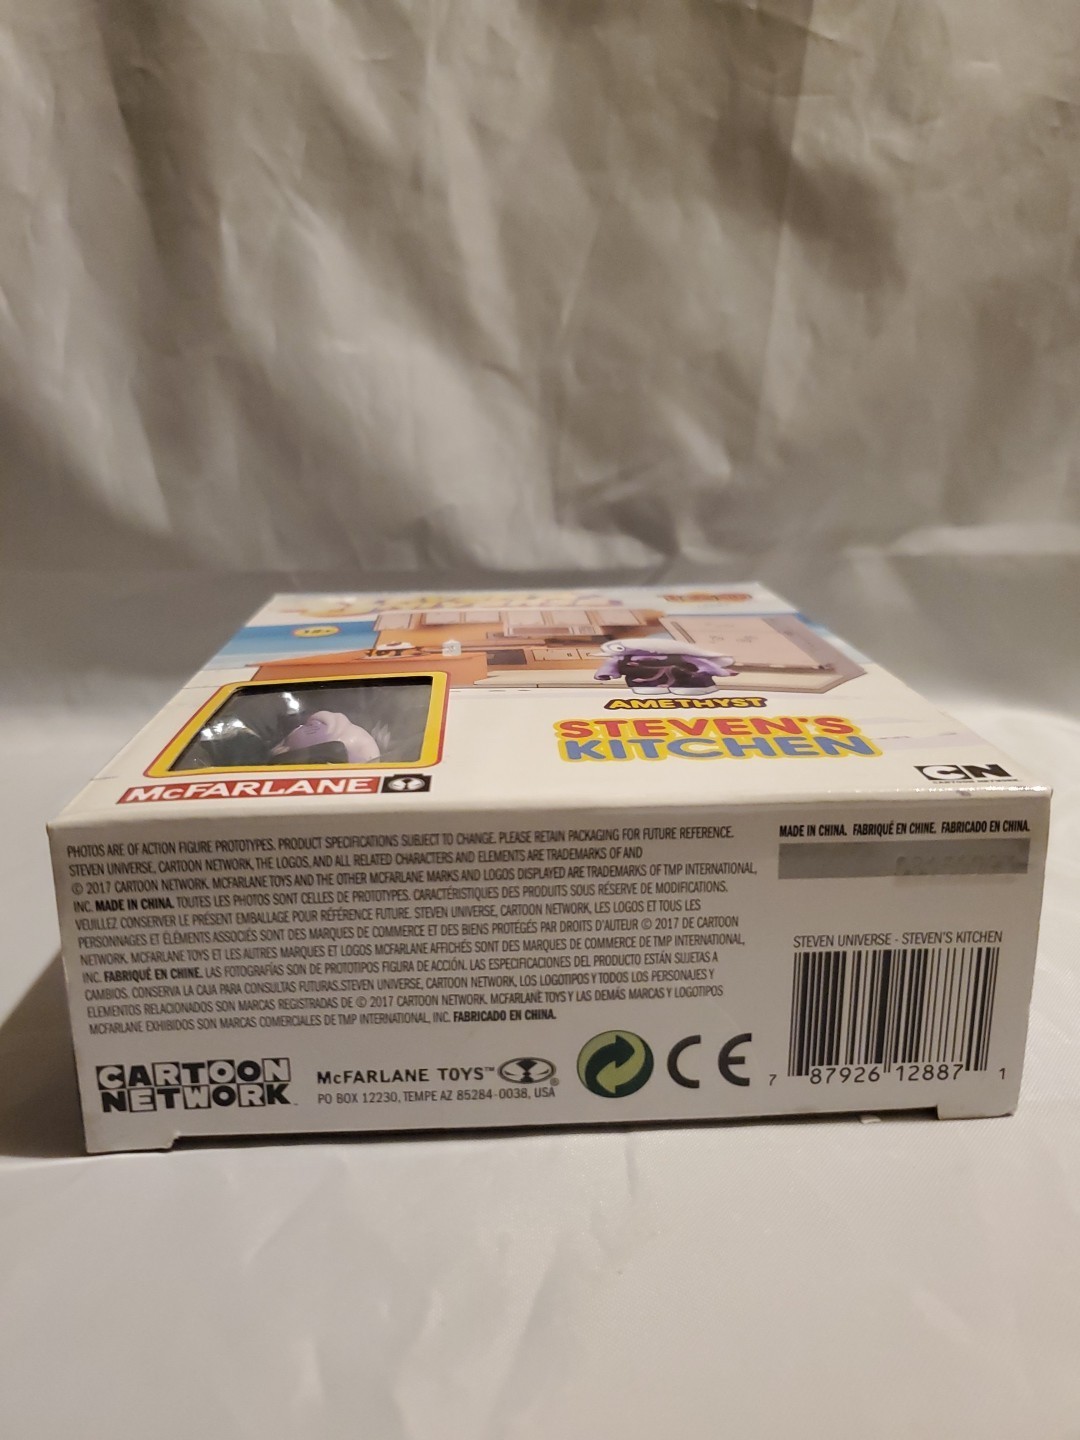 AMETHYST
STEVEN'S
KITCHEN
McFARLANE
CN
PHOTOS ARE OF ACTION FIGURE PROTOTYPES. PRODUCT SPECIFICATIONS SUBJECT TO CHANGE. PLEASE RETAIN PACKAGING FOR FUTURE REFERENCE.
STEVEN UNIVERSE, CARTOON NETWORK, THE LOGOS, AND ALL RELATED CHARACTERS AND ELEMENTS ARE TRADEMARKS OF AND
© 2017 CARTOON NETWORK. MCFARLANE TOYS AND THE OTHER MCFARLANE MARKS AND LOGOS DISPLAYED ARE TRADEMARKS OF TMP INTERNATIONAL,
INC. MADE IN CHINA. TOUTES LES PHOTOS SONT CELLES DE PROTOTYPES. CARACTÉRISTIQUES DES PRODUITS SOUS RÉSERVE DE MODIFICATIONS.
VEUILLEZ CONSERVER LE PRÉSENT EMBALLAGE POUR RÉFÉRENCE FUTURE. STEVEN UNIVERSE, CARTOON NETWORK, LES LOGOS ET TOUS LES
PERSONNAGES ET ÉLÉMENTS ASSOCIÉS SONT DES MARQUES DE COMMERCE ET DES BIENS PROTÉGÉS PAR DROITS D'AUTEUR © 2017 DE CARTOON
NETWORK. MCFARLANE TOYS ET LES AUTRES MARQUES ET LOGOS MCFARLANE AFFICHÉS SONT DES MARQUES DE COMMERCE DE TMP INTERNATIONAL,
INC. FABRIQUÉ EN CHINE. LAS FOTOGRAFÍAS SON DE PROTOTIPOS FIGURA DE ACCIÓN. LAS ESPECIFICACIONES DEL PRODUCTO ESTÁN SUJETAS A
CAMBIOS. CONSERVA LA CAJA PARA CONSULTAS FUTURAS.STEVEN UNIVERSE, CARTOON NETWORK, LOS LOGOTIPOS Y TODOS LOS PERSONAJES Y
ELEMENTOS RELACIONADOS SON MARCAS REGISTRADAS DE © 2017 CARTOON NETWORK. MCFARLANE TOYS Y LAS DEMÁS MARCAS Y LOGOTIPOS
MCFARLANE EXHIBIDOS SON MARCAS COMERCIALES DE TMP INTERNATIONAL, INC. FABRICADO EN CHINA.
MADE IN CHINA. FABRIQUÉ EN CHINE. FABRICADO EN CHINA.
STEVEN UNIVERSE - STEVEN'S KITCHEN
7 87926 12887 1
CARTOON
NETWORK™
McFARLANE TOYS™
PO BOX 12230, TEMPE AZ 85284-0038, USA
CE